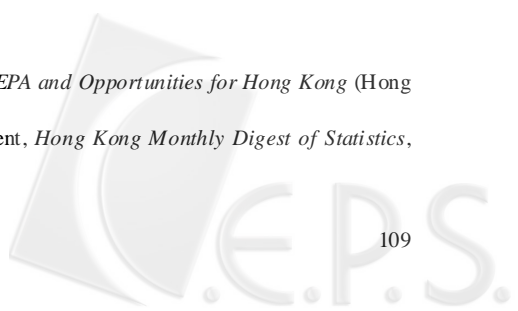 EPA and Opportunities for Hong Kong (Hong
ent, Hong Kong Monthly Digest of Statistics,
109
C.E.P.S.